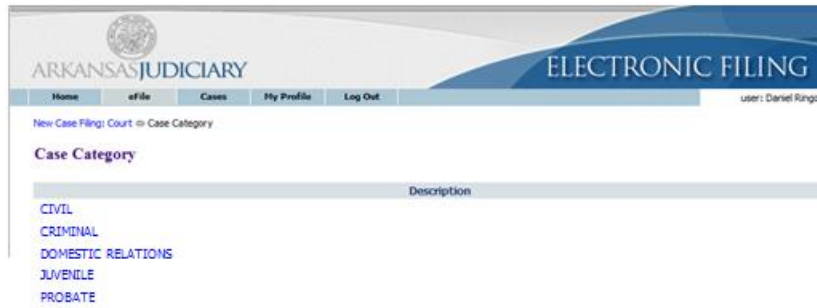 ARKANSAS JUDICIARY
ELECTRONIC FILING
Home eFile Cases My Profile Log Out
user: Daniel Ringo
New Case Filing: Court ⇨ Case Category
Case Category
Description
CIVIL
CRIMINAL
DOMESTIC RELATIONS
JUVENILE
PROBATE